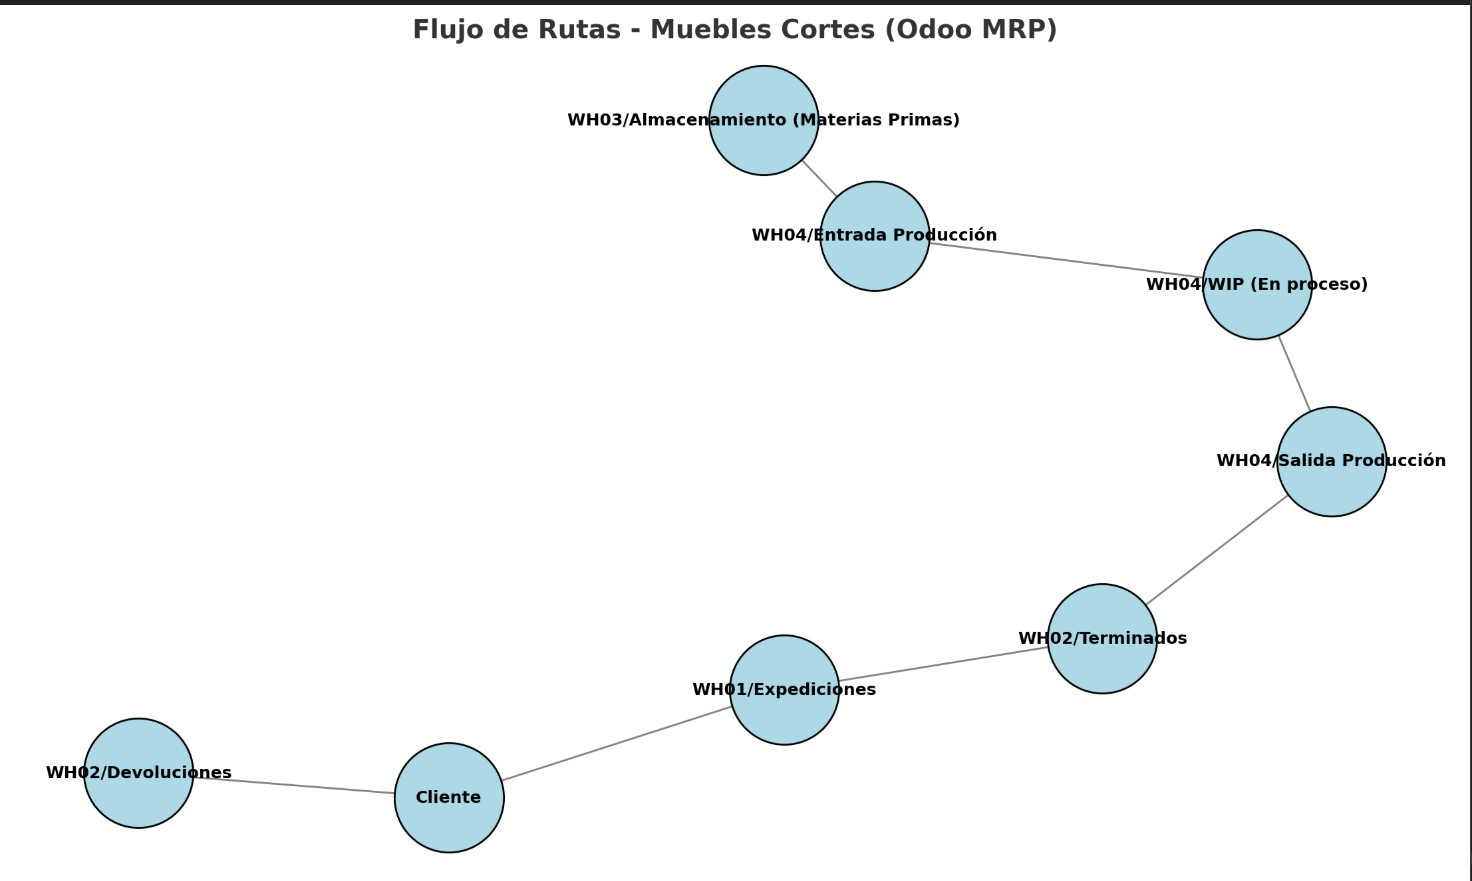 Flujo de Rutas - Muebles Cortes (Odoo MRP)
WH03/Almacenamiento (Materias Primas)
WH04/Entrada Producción
WH04/WIP (En proceso)
WH04/Salida Producción
WH02/Terminados
WH01/Expediciones
WH02/Devoluciones
Cliente